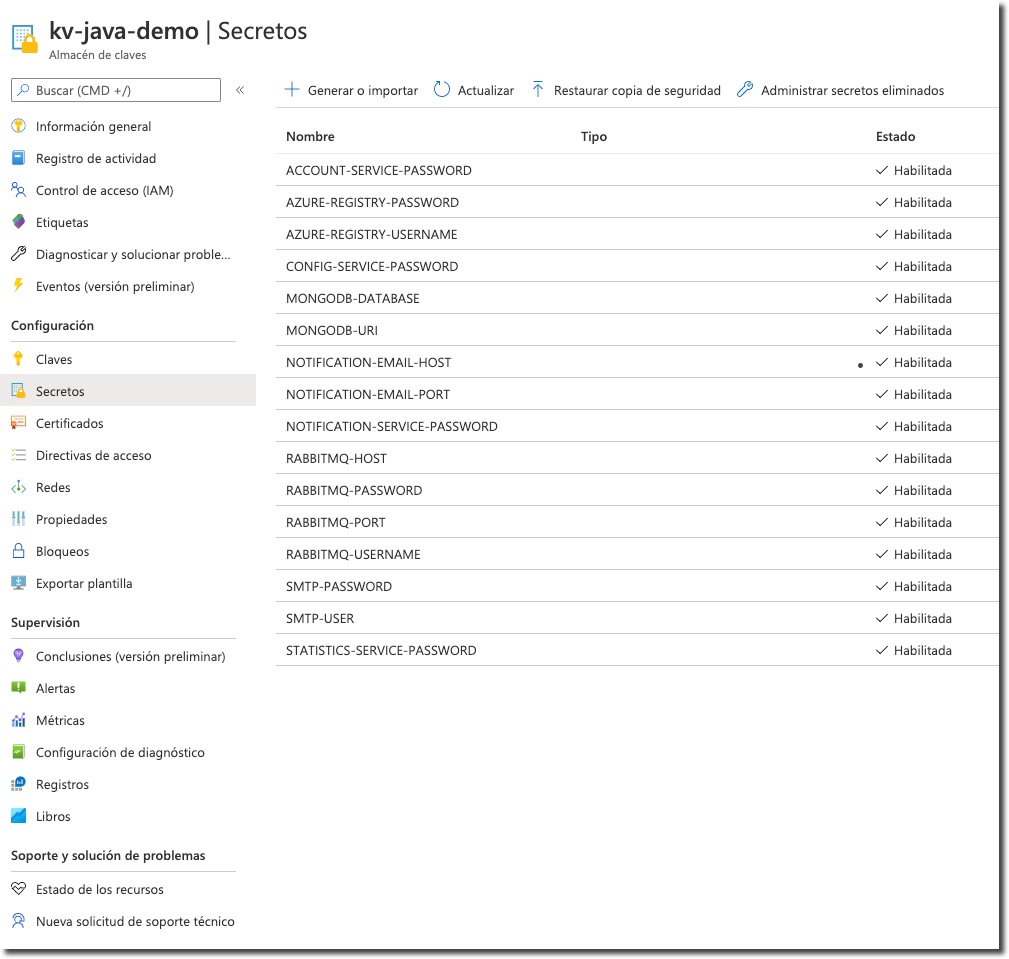 kv-java-demo | Secretos
Almacén de claves
Buscar (CMD +/)
«
Información general
Registro de actividad
Control de acceso (IAM)
Etiquetas
Diagnosticar y solucionar proble...
Eventos (versión preliminar)
Configuración
Claves
Secretos
Certificados
Directivas de acceso
Redes
Propiedades
Bloqueos
Exportar plantilla
Supervisión
Conclusiones (versión preliminar)
Alertas
Métricas
Configuración de diagnóstico
Registros
Libros
Soporte y solución de problemas
Estado de los recursos
Nueva solicitud de soporte técnico
Generar o importar Actualizar Restaurar copia de seguridad Administrar secretos eliminados
Nombre Tipo Estado
ACCOUNT-SERVICE-PASSWORD Habilitada
AZURE-REGISTRY-PASSWORD Habilitada
AZURE-REGISTRY-USERNAME Habilitada
CONFIG-SERVICE-PASSWORD Habilitada
MONGODB-DATABASE Habilitada
MONGODB-URI Habilitada
NOTIFICATION-EMAIL-HOST Habilitada
NOTIFICATION-EMAIL-PORT Habilitada
NOTIFICATION-SERVICE-PASSWORD Habilitada
RABBITMQ-HOST Habilitada
RABBITMQ-PASSWORD Habilitada
RABBITMQ-PORT Habilitada
RABBITMQ-USERNAME Habilitada
SMTP-PASSWORD Habilitada
SMTP-USER Habilitada
STATISTICS-SERVICE-PASSWORD Habilitada